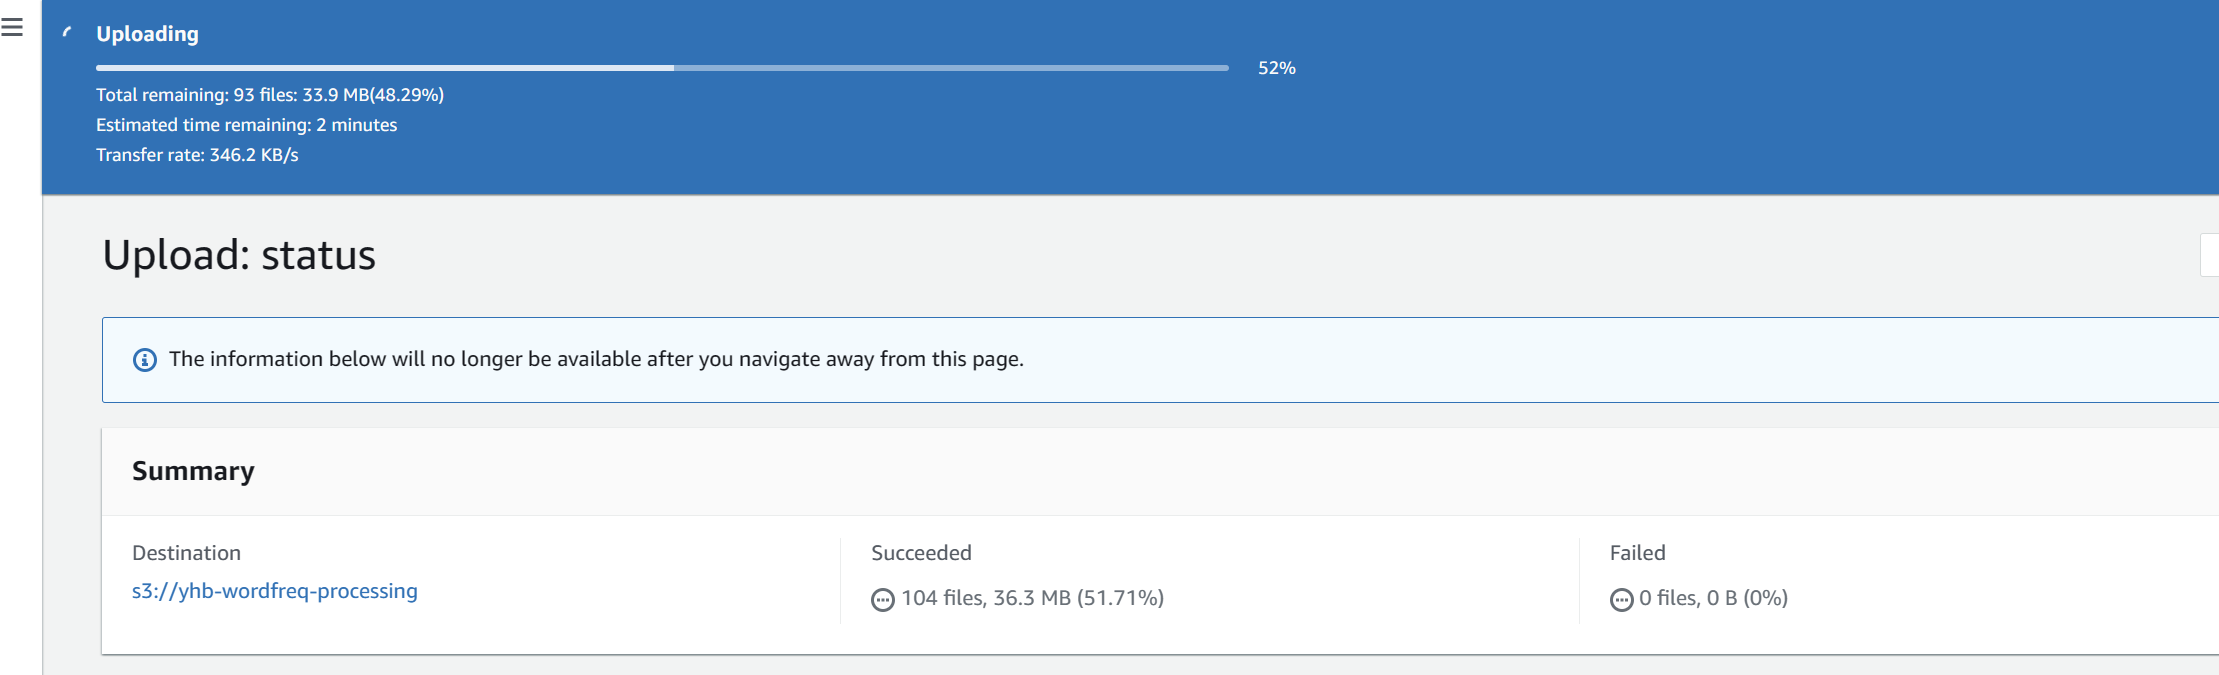 Uploading
52%
Total remaining: 93 files: 33.9 MB(48.29%)
Estimated time remaining: 2 minutes
Transfer rate: 346.2 KB/s
Upload: status
The information below will no longer be available after you navigate away from this page.
Summary
Destination
s3://yhb-wordfreq-processing
Succeeded
104 files, 36.3 MB (51.71%)
Failed
0 files, 0 B (0%)